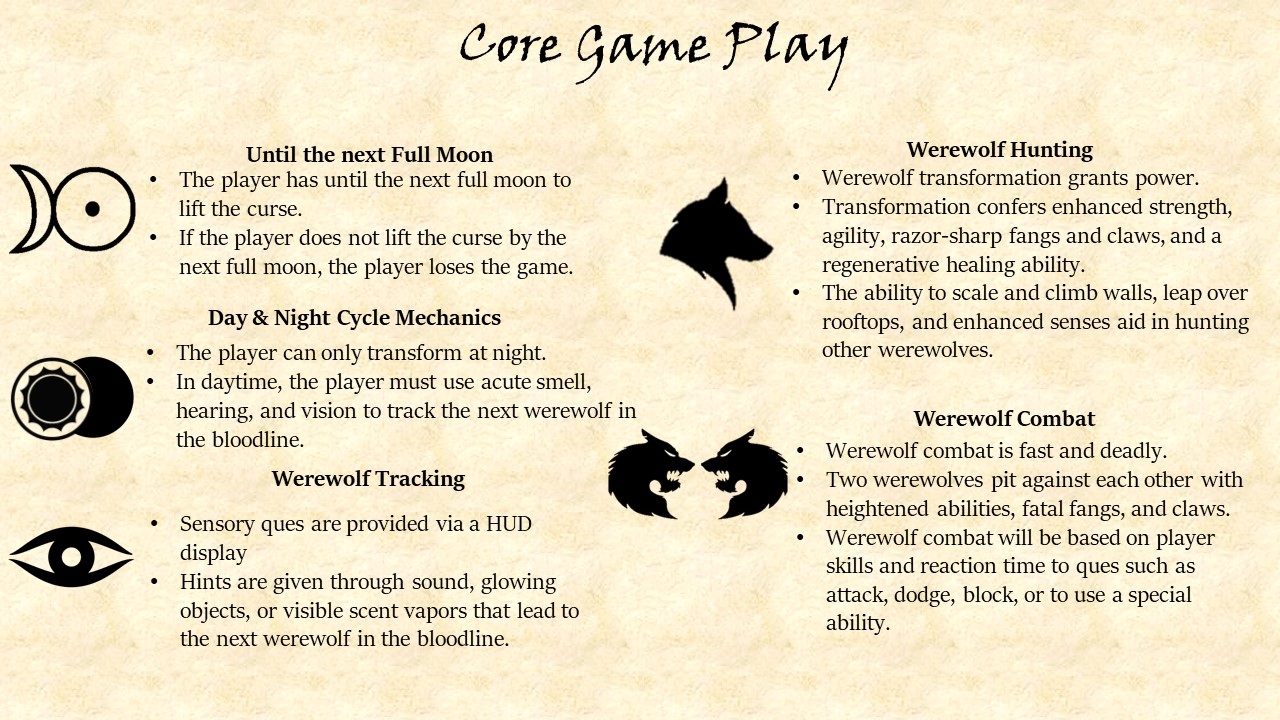 Core Game Play
Until the next Full Moon
• The player has until the next full moon to
lift the curse.
• If the player does not lift the curse by the
next full moon, the player loses the game.
Day & Night Cycle Mechanics
• The player can only transform at night.
• In daytime, the player must use acute smell,
hearing, and vision to track the next werewolf in
the bloodline.
Werewolf Tracking
• Sensory ques are provided via a HUD
display
• Hints are given through sound, glowing
objects, or visible scent vapors that lead to
the next werewolf in the bloodline.
Werewolf Hunting
• Werewolf transformation grants power.
• Transformation confers enhanced strength,
agility, razor-sharp fangs and claws, and a
regenerative healing ability.
• The ability to scale and climb walls, leap over
rooftops, and enhanced senses aid in hunting
other werewolves.
Werewolf Combat
• Werewolf combat is fast and deadly.
• Two werewolves pit against each other with
heightened abilities, fatal fangs, and claws.
• Werewolf combat will be based on player
skills and reaction time to ques such as
attack, dodge, block, or to use a special
ability.